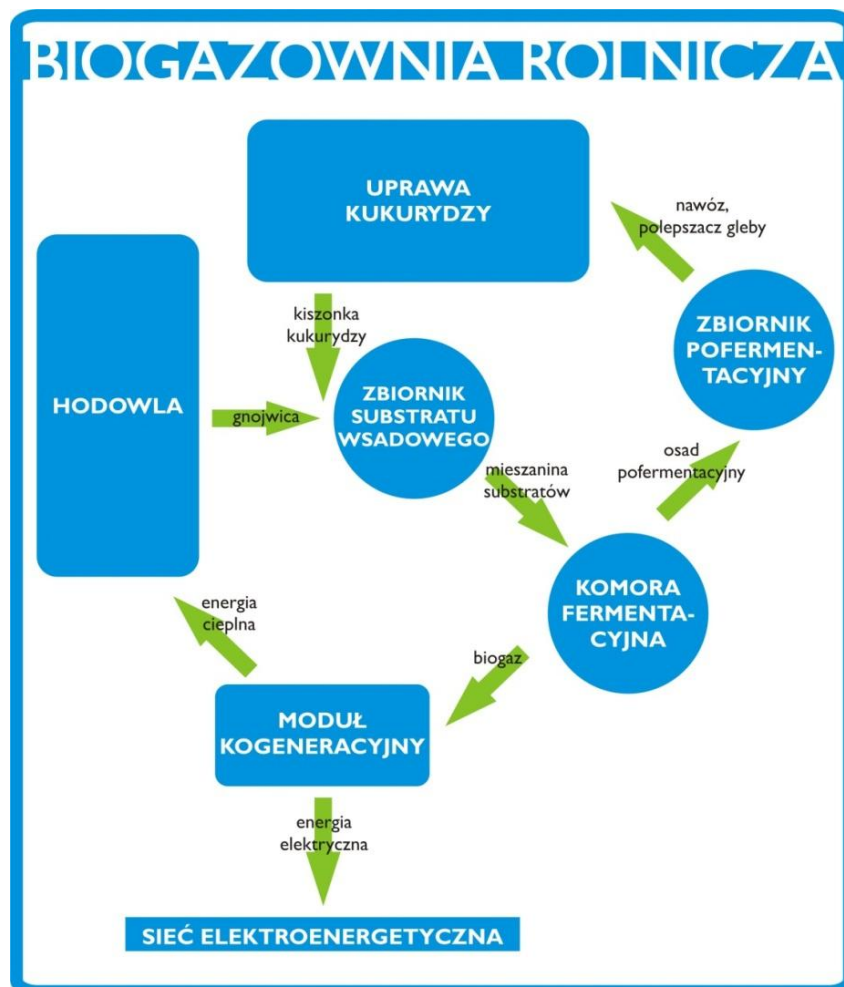 BIOGAZOWNIA ROLNICZA
UPRAWA
KUKURYDZY
nawóz,
polepszacz gleby
kiszonka
kukurydzy
ZBIORNIK
POFERMEN-
TACYJNY
HODOWLA
gnojwica
ZBIORNIK
SUBSTRATU
WSADOWEGO
osad
pofermentacyjny
mieszanina
substratów
KOMORA
FERMENTA-
CYJNA
energia
cieplna
biogaz
MODUŁ
KOGENERACYJNY
energia
elektryczna
SIEĆ ELEKTROENERGETYCZNA